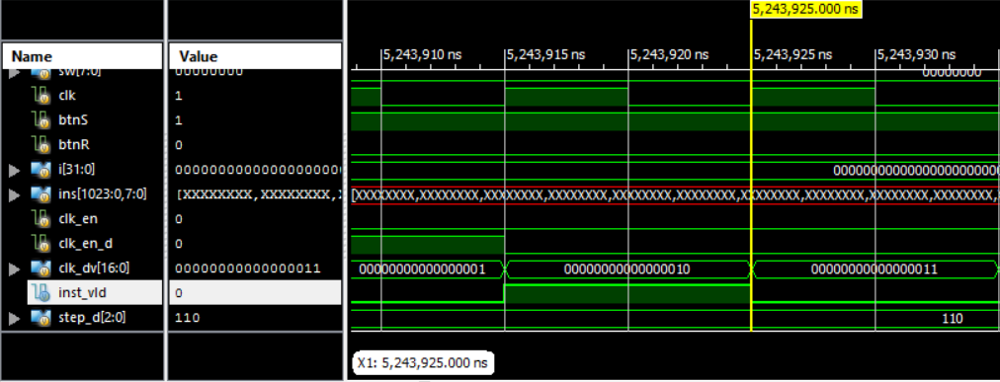 5,243,925.000 ns
Name Value 5,243,910 ns 5,243,915 ns 5,243,920 ns 5,243,925 ns 5,243,930 ns
sw[7:0] 00000000 00000000
clk 1
btnS 1
btnR 0
i[31:0]
ins[1023:0,7:0] [XXXXXXXX,XXXXXXXX, [XXXXXXXX,XXXXXXXX,XXXXXXXX,XXXXXXXX,XXXXXXXX,XXXXXXXX,XXXXXXXX,XXXXXXXX,XXXXXXXX,XXXXXXXX,
clk_en 0
clk_en_d 0
clk_dv[16:0] 00000000000000011 00000000000000001 00000000000000010 00000000000000011
inst_vld 0
step_d[2:0] 110 110
X1: 5,243,925.000 ns